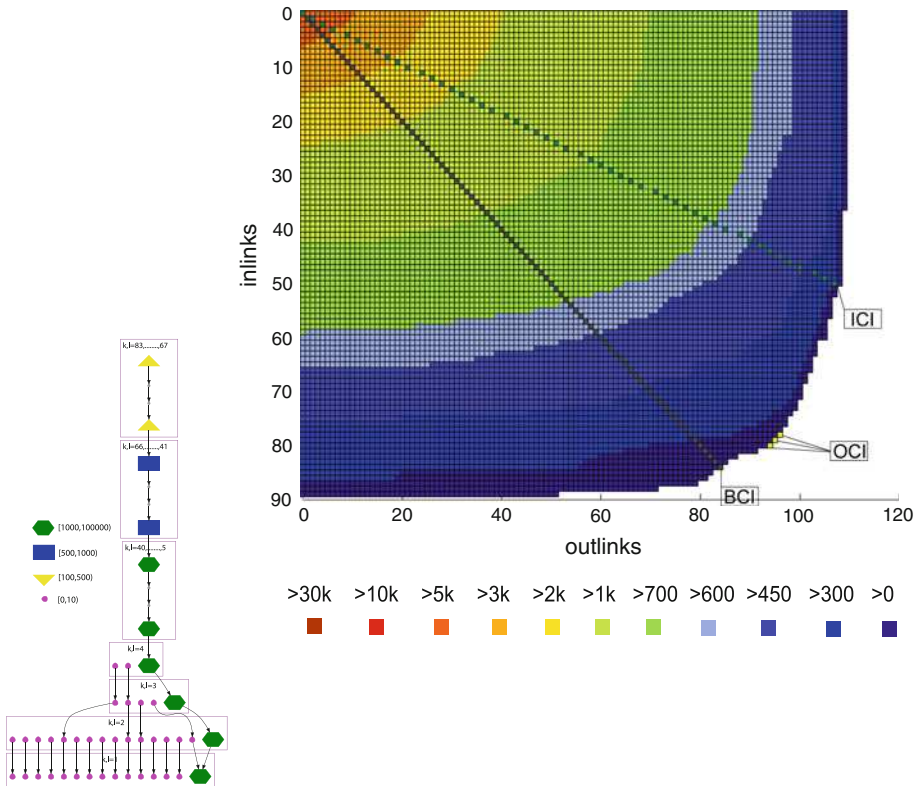 0
10
20
30
40
50
60
70
80
90
inlinks
0 20 40 60 80 100 120
outlinks
ICI
OCI
BCI
>30k >10k >5k >3k >2k >1k >700 >600 >450 >300 >0
k,l=83,......,67
k,l=66,......,41
k,l=40,......,5
k,l=4
k,l=3
k,l=2
k,l=1
[1000,100000)
[500,1000)
[100,500)
[0,10)